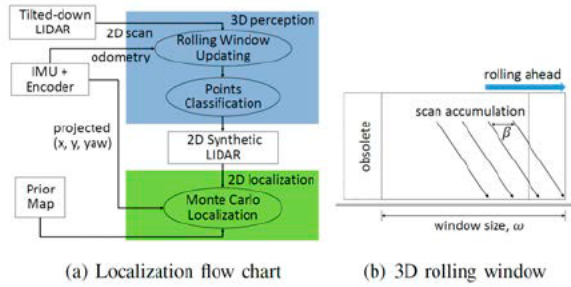 Tilted-down
LIDAR
3D perception
2D scan
Rolling Window
Updating
odometry
IMU +
Encoder
Points
Classification
projected
(x, y, yaw)
2D Synthetic
LIDAR
2D localization
Prior
Map
Monte Carlo
Localization
(a) Localization flow chart
rolling ahead
scan accumulation
β
obsolete
window size, ω
(b) 3D rolling window